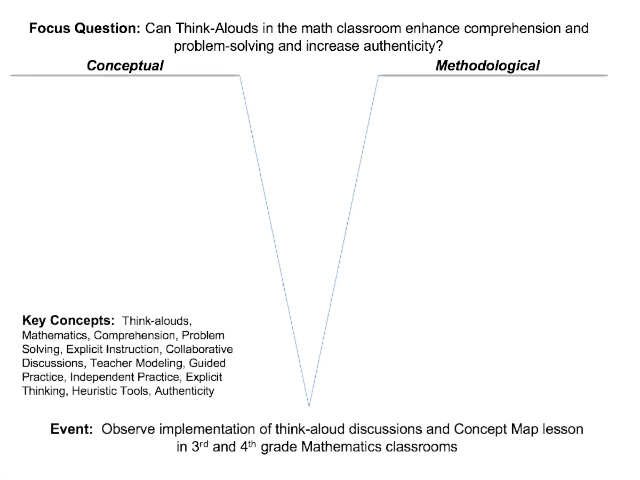 Focus Question: Can Think-Alouds in the math classroom enhance comprehension and
problem-solving and increase authenticity?
Conceptual
Methodological
Key Concepts: Think-alouds,
Mathematics, Comprehension, Problem
Solving, Explicit Instruction, Collaborative
Discussions, Teacher Modeling, Guided
Practice, Independent Practice, Explicit
Thinking, Heuristic Tools, Authenticity
Event: Observe implementation of think-aloud discussions and Concept Map lesson
in 3rd and 4th grade Mathematics classrooms